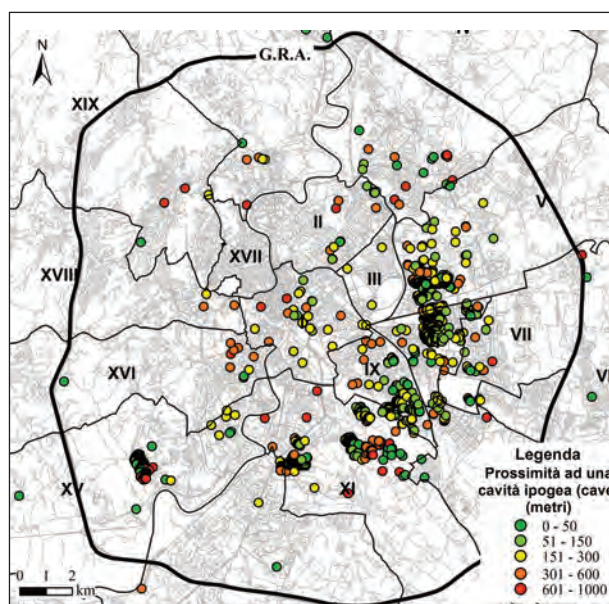 IV
N
G.R.A.
XIX
V
II
XVII
III
XVIII
VII
IX
XVI
XV
XI
Legenda
Prossimità ad una
cavità ipogea (cave
(metri)
0 - 50
51 - 150
151 - 300
301 - 600
601 - 1000
0 1 2
km